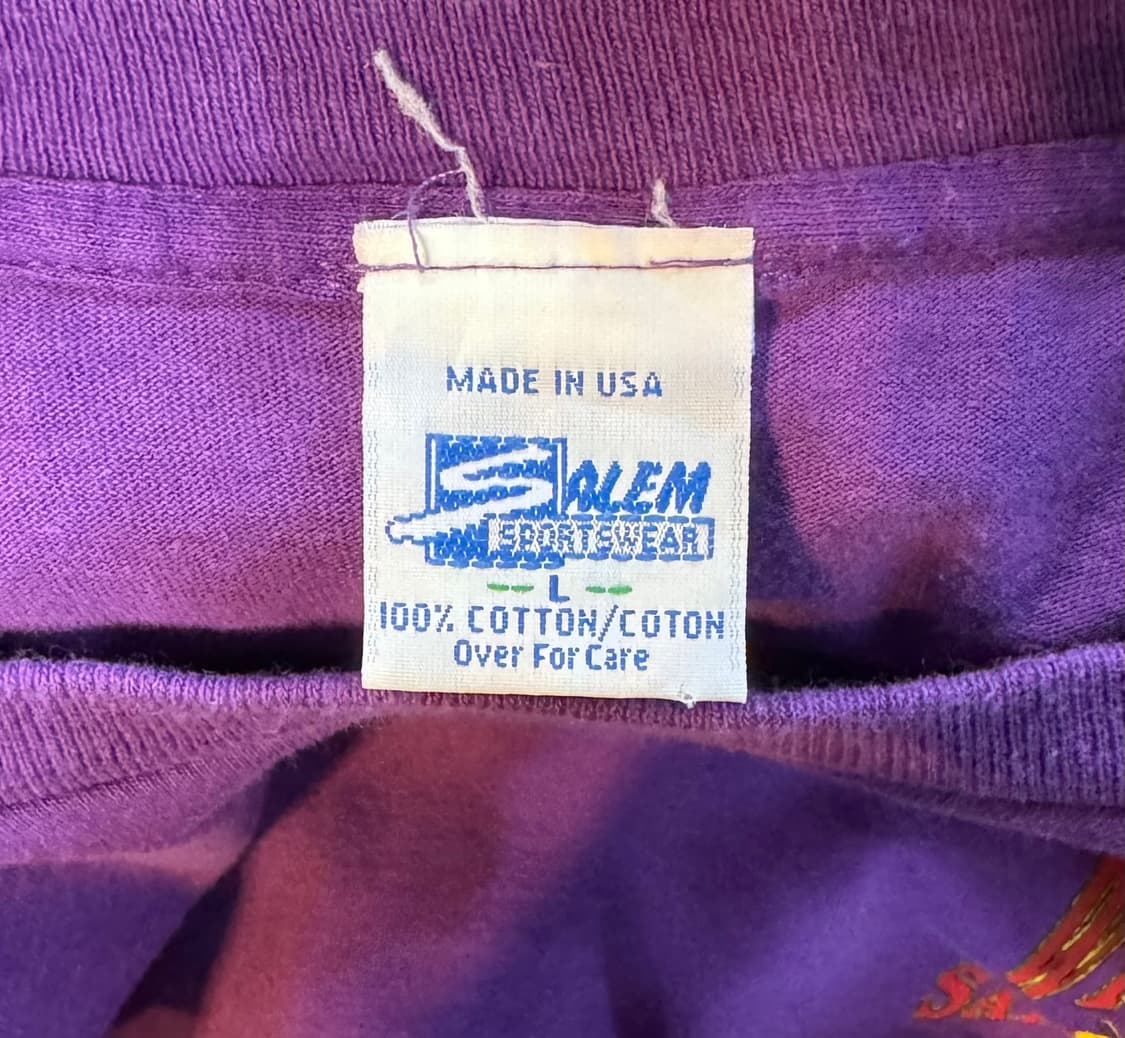 MADE IN USA
SALEM
SPORTSWEAR
-- L --
100% COTTON/COTON
Over For Care